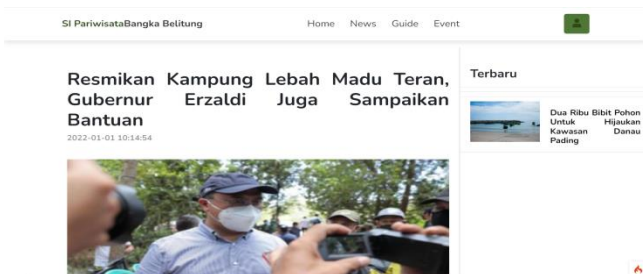 SI PariwisataBangka Belitung
Home News Guide Event
Resmikan Kampung Lebah Madu Teran,
Gubernur Erzaldi Juga Sampaikan
Bantuan
2022-01-01 10:14:54
Terbaru
Dua Ribu Bibit Pohon
Untuk Hijaukan
Kawasan Danau
Pading